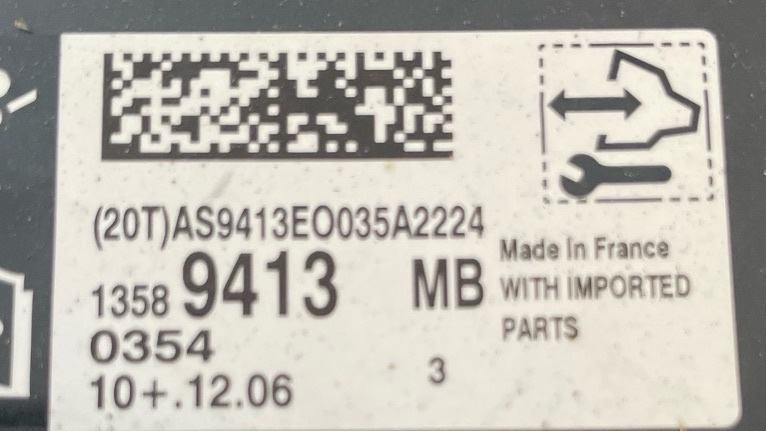 (20T)AS9413EO035A2224
1358 9413 MB
0354
10+.12.06
3
Made In France
WITH IMPORTED
PARTS